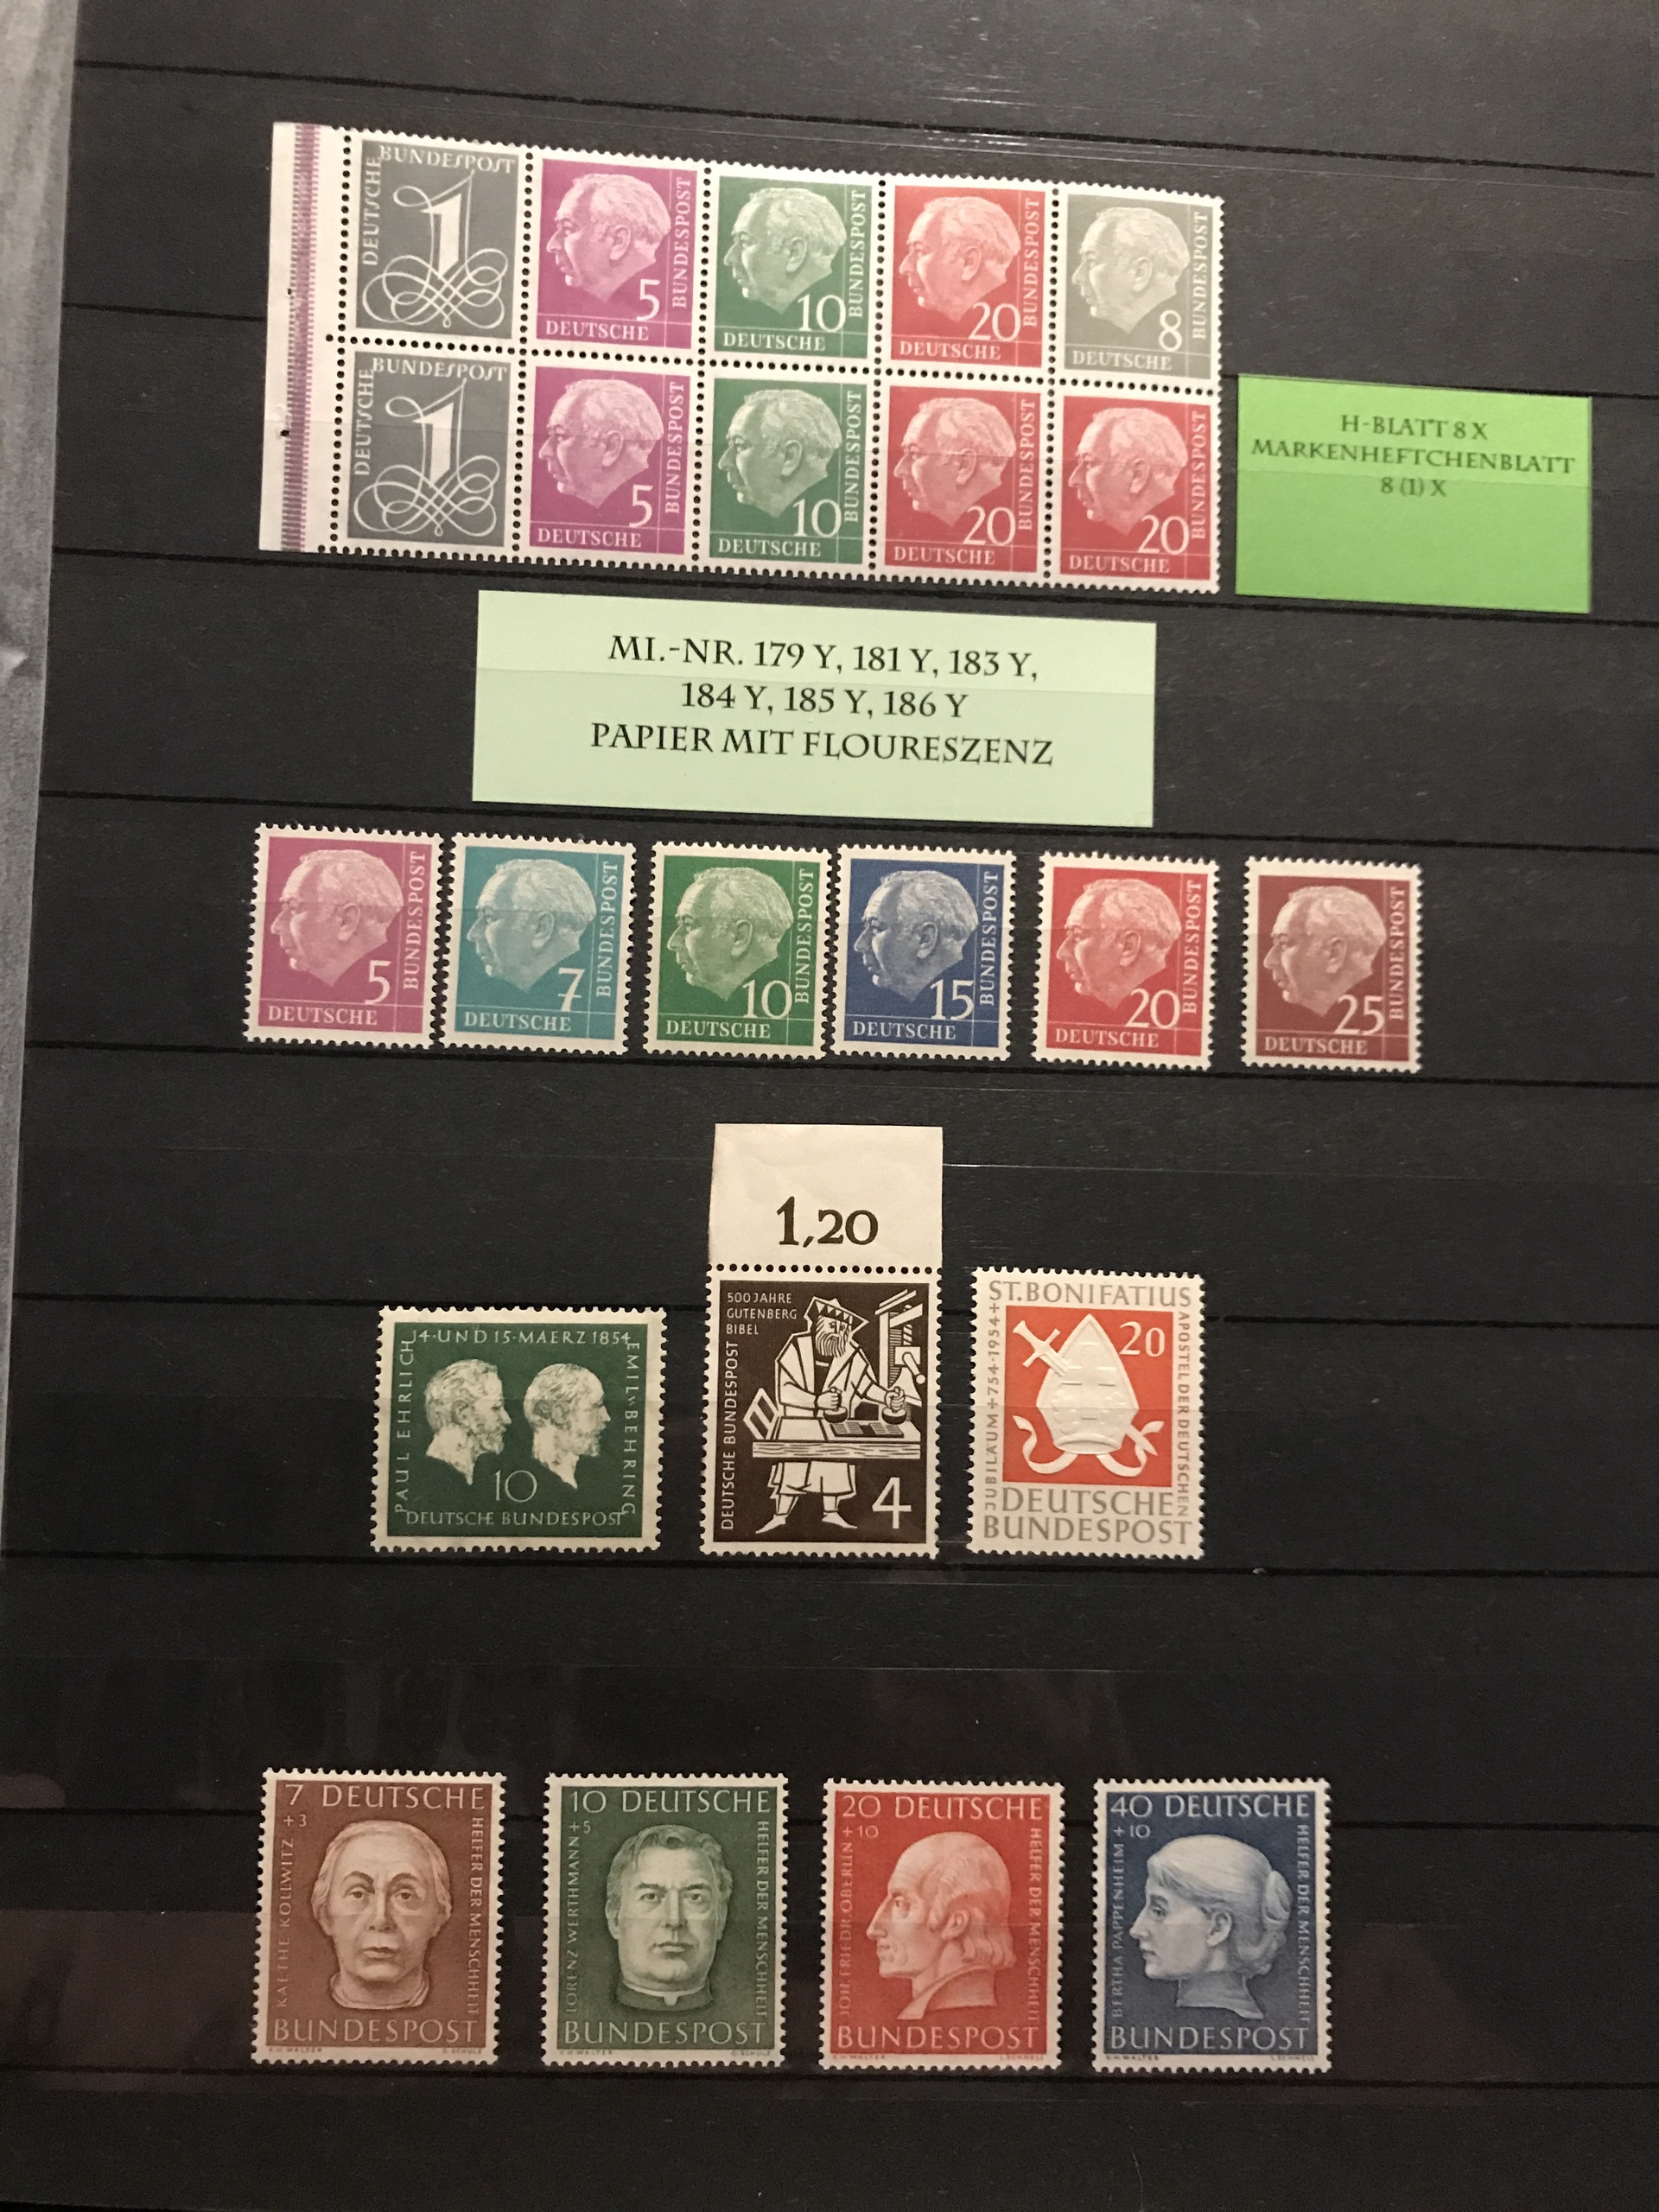 DEUTSCHE BUNDESPOST 1
5 DEUTSCHE BUNDESPOST
10 DEUTSCHE BUNDESPOST
20 DEUTSCHE BUNDESPOST
8 DEUTSCHE BUNDESPOST
DEUTSCHE BUNDESPOST 1
5 DEUTSCHE BUNDESPOST
10 DEUTSCHE BUNDESPOST
20 DEUTSCHE BUNDESPOST
20 DEUTSCHE BUNDESPOST
H-BLATT 8 X
MARKENHEFTCHENBLATT
8 (1) X
MI.-NR. 179 Y, 181 Y, 183 Y,
184 Y, 185 Y, 186 Y
PAPIER MIT FLOURESZENZ
5 DEUTSCHE BUNDESPOST
7 DEUTSCHE BUNDESPOST
10 DEUTSCHE BUNDESPOST
15 DEUTSCHE BUNDESPOST
20 DEUTSCHE BUNDESPOST
25 DEUTSCHE BUNDESPOST
14·UND 15·MAERZ 1854
PAUL EHRLICH
EMIL v. BEHRING
10
DEUTSCHE BUNDESPOST
1,20
500 JAHRE
GUTENBERG
BIBEL
DEUTSCHE BUNDESPOST
4
ST. BONIFATIUS
APOSTEL DER DEUTSCHEN
JUBILÄUM+754-1954+
20
DEUTSCHE
BUNDESPOST
7 DEUTSCHE
+3
KAETHE KOLLWITZ
HELFER DER MENSCHHEIT
BUNDESPOST
10 DEUTSCHE
+5
LORENZ WERTHMANN
HELFER DER MENSCHHEIT
BUNDESPOST
20 DEUTSCHE
+10
JOH. FRIEDR. OBERLIN
HELFER DER MENSCHHEIT
BUNDESPOST
40 DEUTSCHE
+10
BERTHA PAPPENHEIM
HELFER DER MENSCHHEIT
BUNDESPOST